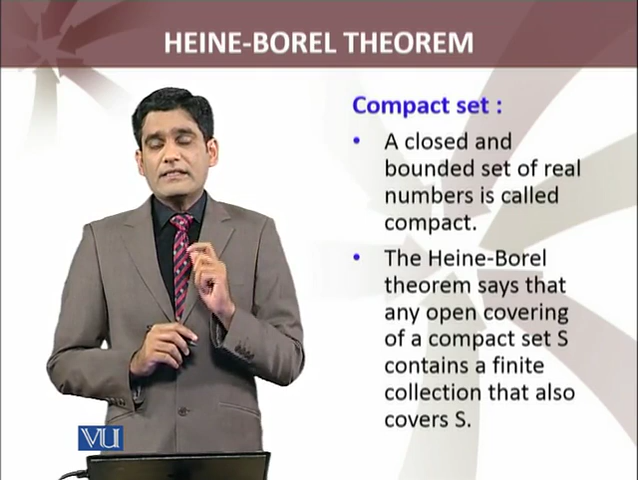 HEINE-BOREL THEOREM
Compact set :
• A closed and
bounded set of real
numbers is called
compact.
• The Heine-Borel
theorem says that
any open covering
of a compact set S
contains a finite
collection that also
covers S.
VU